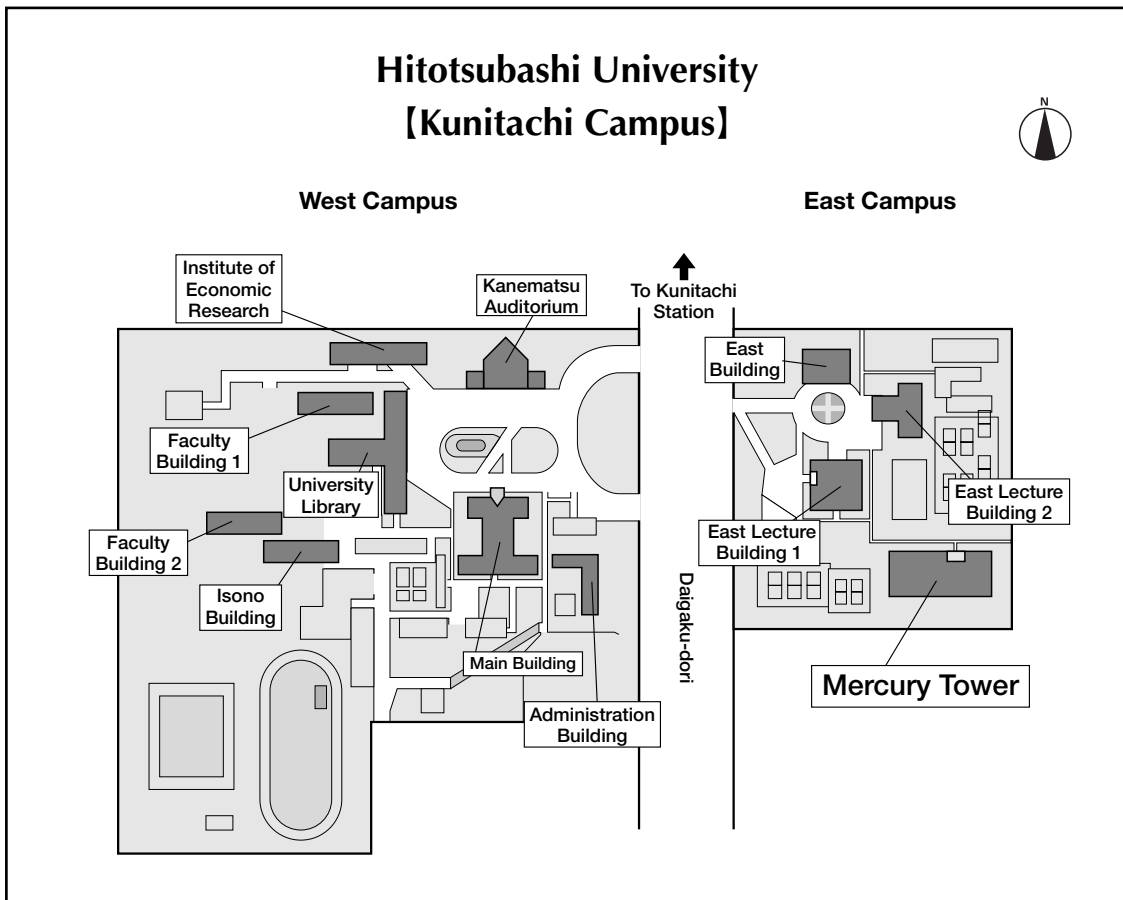 Hitotsubashi University
【Kunitachi Campus】
N
West Campus
East Campus
Institute of
Economic
Research
Kanematsu
Auditorium
To Kunitachi
Station
East
Building
Faculty
Building 1
University
Library
East Lecture
Building 2
East Lecture
Building 1
Faculty
Building 2
Isono
Building
Daigaku-dori
Main Building
Mercury Tower
Administration
Building